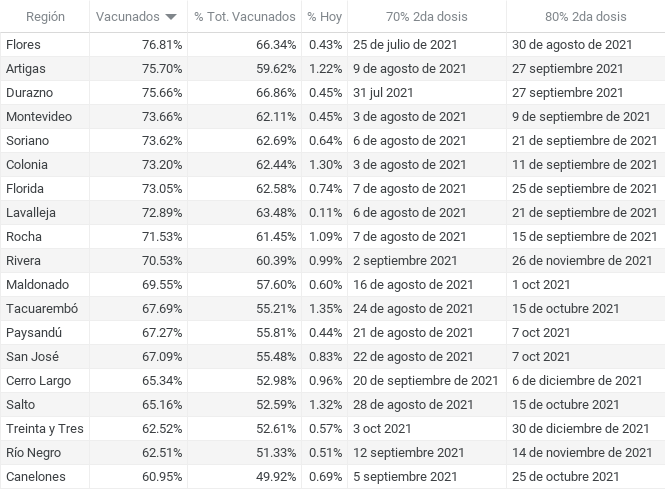 Región Vacunados % Tot. Vacunados % Hoy 70% 2da dosis 80% 2da dosis
Flores 76.81% 66.34% 0.43% 25 de julio de 2021 30 de agosto de 2021
Artigas 75.70% 59.62% 1.22% 9 de agosto de 2021 27 septiembre 2021
Durazno 75.66% 66.86% 0.45% 31 jul 2021 27 septiembre 2021
Montevideo 73.66% 62.11% 0.45% 3 de agosto de 2021 9 de septiembre de 2021
Soriano 73.62% 62.69% 0.64% 6 de agosto de 2021 21 de septiembre de 2021
Colonia 73.20% 62.44% 1.30% 3 de agosto de 2021 11 de septiembre de 2021
Florida 73.05% 62.58% 0.74% 7 de agosto de 2021 25 de septiembre de 2021
Lavalleja 72.89% 63.48% 0.11% 6 de agosto de 2021 21 de septiembre de 2021
Rocha 71.53% 61.45% 1.09% 7 de agosto de 2021 15 de septiembre de 2021
Rivera 70.53% 60.39% 0.99% 2 septiembre 2021 26 de noviembre de 2021
Maldonado 69.55% 57.60% 0.60% 16 de agosto de 2021 1 oct 2021
Tacuarembó 67.69% 55.21% 1.35% 24 de agosto de 2021 15 de octubre de 2021
Paysandú 67.27% 55.81% 0.44% 21 de agosto de 2021 7 oct 2021
San José 67.09% 55.48% 0.83% 22 de agosto de 2021 7 oct 2021
Cerro Largo 65.34% 52.98% 0.96% 20 de septiembre de 2021 6 de diciembre de 2021
Salto 65.16% 52.59% 1.32% 28 de agosto de 2021 15 de octubre de 2021
Treinta y Tres 62.52% 52.61% 0.57% 3 oct 2021 30 de diciembre de 2021
Río Negro 62.51% 51.33% 0.51% 12 septiembre 2021 14 de noviembre de 2021
Canelones 60.95% 49.92% 0.69% 5 septiembre 2021 25 de octubre de 2021